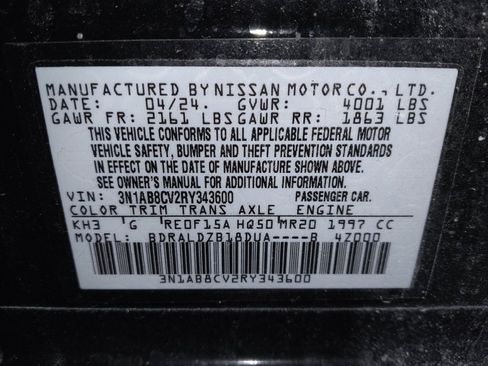 MANUFACTURED BY NISSAN MOTOR CO., LTD.
DATE: 04/24. GVWR: 4001 LBS
GAWR FR: 2161 LBS GAWR RR: 1863 LBS
THIS VEHICLE CONFORMS TO ALL APPLICABLE FEDERAL MOTOR
VEHICLE SAFETY, BUMPER AND THEFT PREVENTION STANDARDS
IN EFFECT ON THE DATE OF MANUFACTURE SHOWN ABOVE.
SEE OWNER'S MANUAL FOR ADDITIONAL INFORMATION.
VIN: 3N1AB8CV2RY343600 PASSENGER CAR.
COLOR TRIM TRANS AXLE ENGINE
KH3 G RE0F15A HQ50 MR20 1997 CC
MODEL: BDRALDZB18DUA----B 4Z000
3N1AB8CV2RY343600